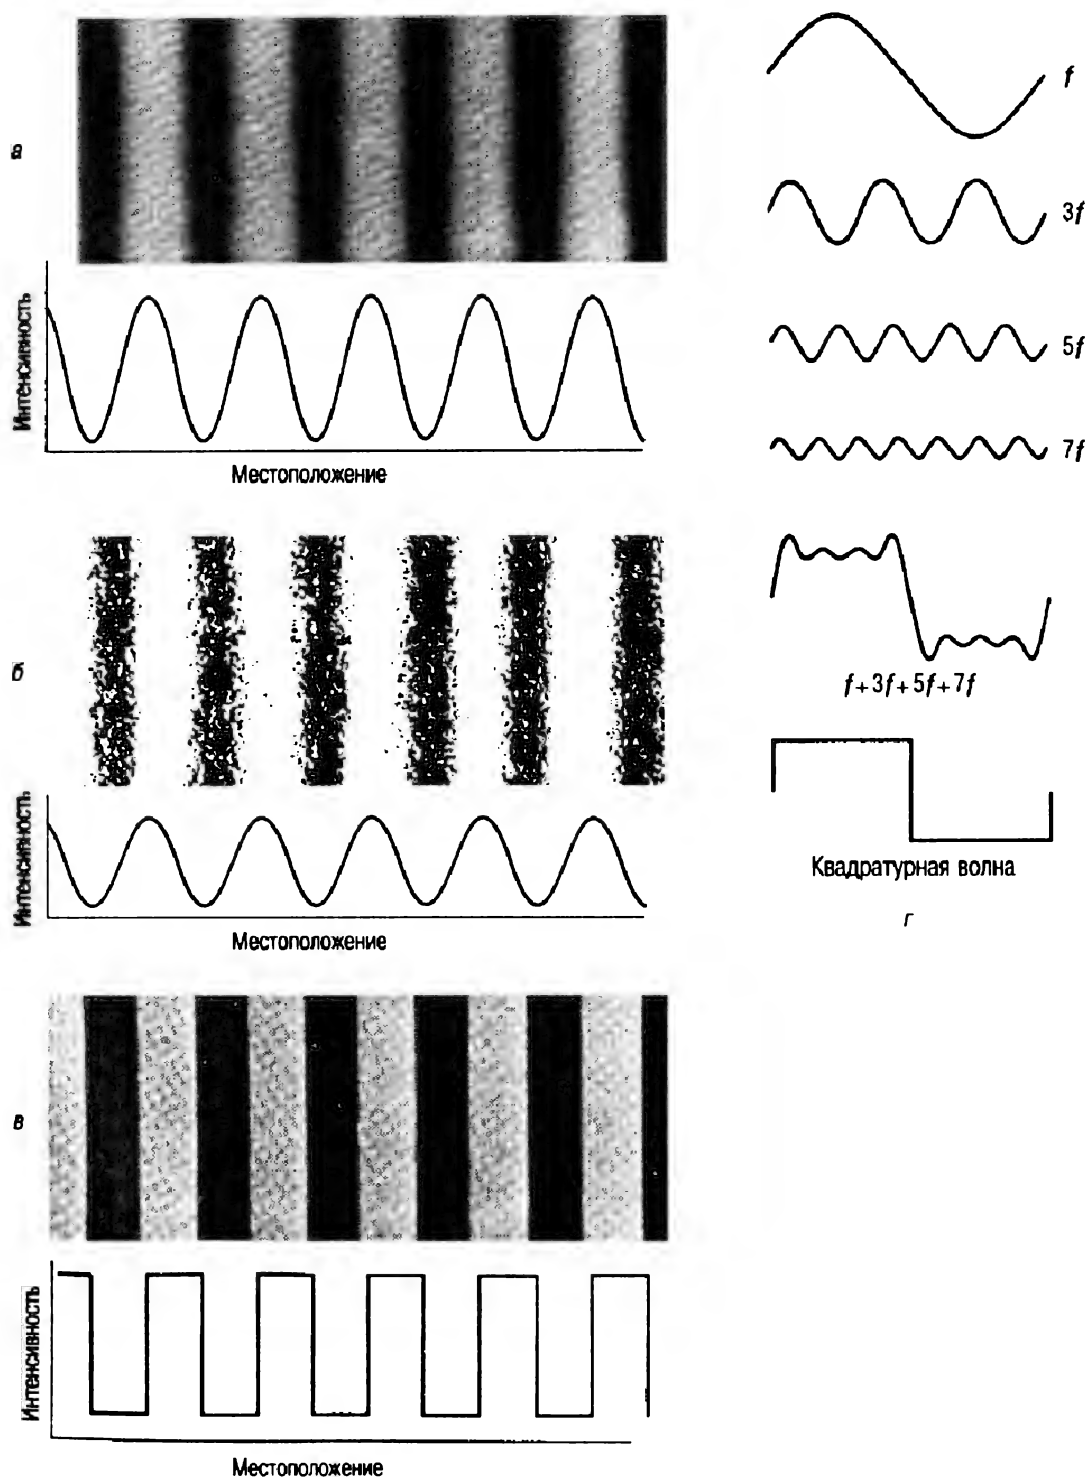 а
Интенсивность
Местоположение
б
Интенсивность
Местоположение
в
Интенсивность
Местоположение
f
3f
5f
7f
f+3f+5f+7f
Квадратурная волна
г